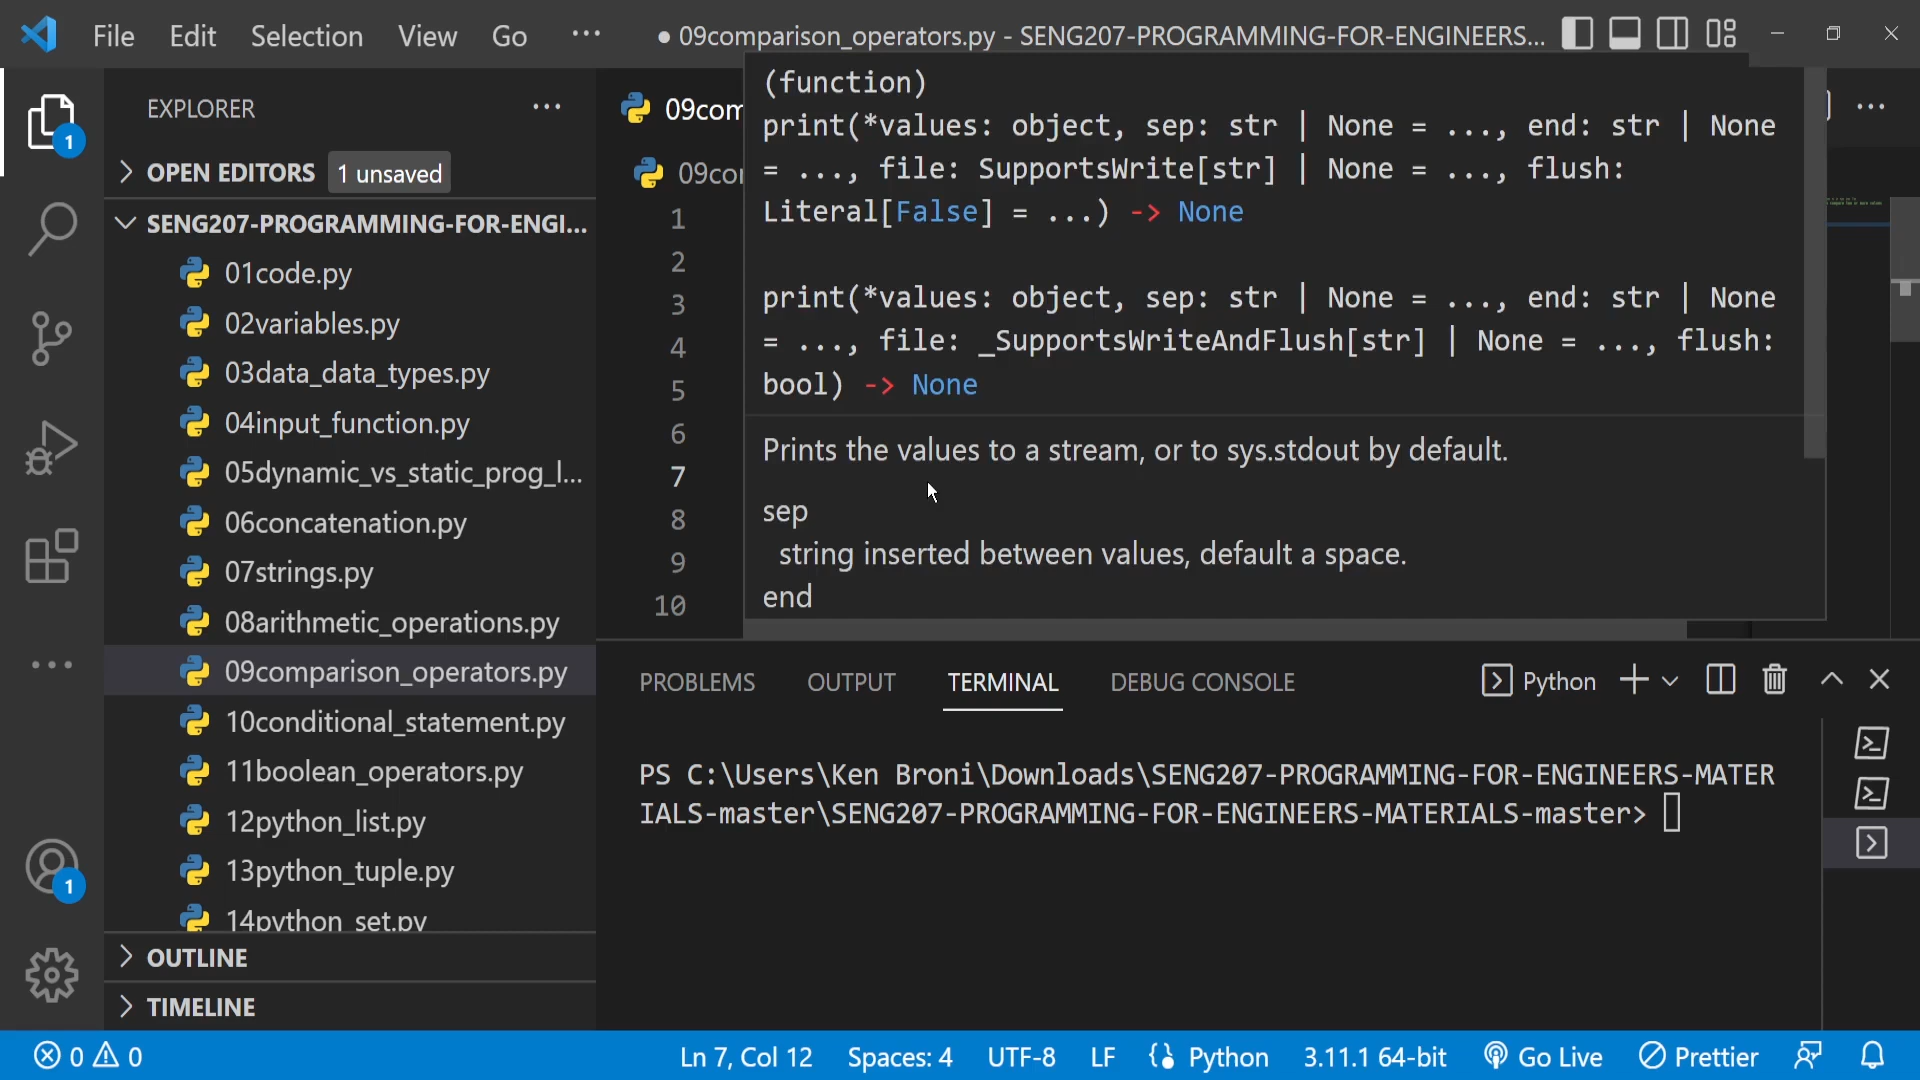 File Edit Selection View Go ··· ● 09comparison_operators.py - SENG207-PROGRAMMING-FOR-ENGINEERS...
EXPLORER ···
OPEN EDITORS 1 unsaved
SENG207-PROGRAMMING-FOR-ENGI...
01code.py
02variables.py
03data_data_types.py
04input_function.py
05dynamic_vs_static_prog_l...
06concatenation.py
07strings.py
08arithmetic_operations.py
09comparison_operators.py
10conditional_statement.py
11boolean_operators.py
12python_list.py
13python_tuple.py
14python_set.py
OUTLINE
TIMELINE
1
1
09com
09co
1
2
3
4
5
6
7
8
9
10
(function)
print(*values: object, sep: str | None = ..., end: str | None
= ..., file: SupportsWrite[str] | None = ..., flush:
Literal[False] = ...) -> None
print(*values: object, sep: str | None = ..., end: str | None
= ..., file: _SupportsWriteAndFlush[str] | None = ..., flush:
bool) -> None
Prints the values to a stream, or to sys.stdout by default.
sep
string inserted between values, default a space.
end
PROBLEMS OUTPUT TERMINAL DEBUG CONSOLE Python
PS C:\Users\Ken Broni\Downloads\SENG207-PROGRAMMING-FOR-ENGINEERS-MATER
IALS-master\SENG207-PROGRAMMING-FOR-ENGINEERS-MATERIALS-master>
0 0 Ln 7, Col 12 Spaces: 4 UTF-8 LF Python 3.11.1 64-bit Go Live Prettier